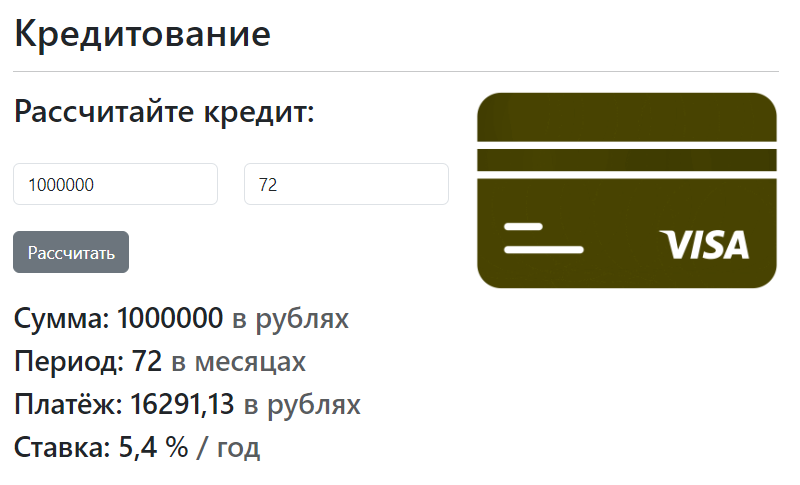 Кредитование
Рассчитайте кредит:
1000000
72
Рассчитать
VISA
Сумма: 1000000 в рублях
Период: 72 в месяцах
Платёж: 16291,13 в рублях
Ставка: 5,4 % / год